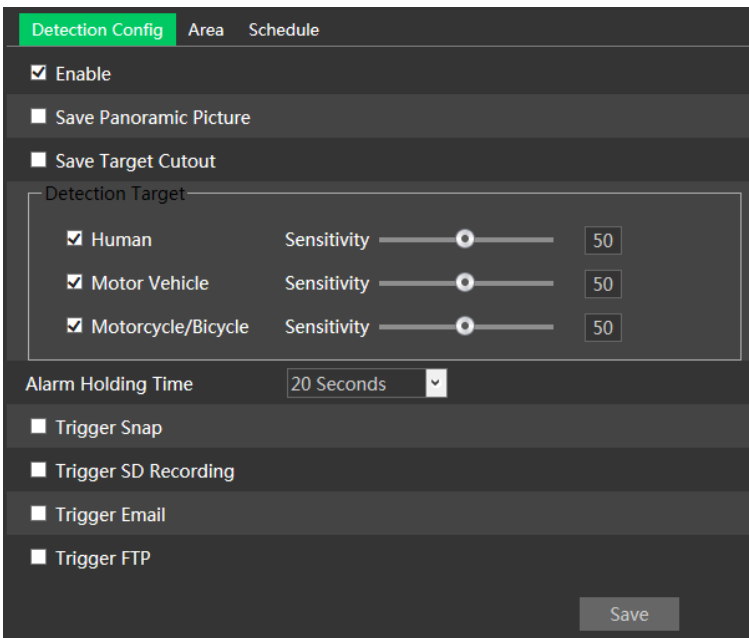 Detection Config Area Schedule
Enable
Save Panoramic Picture
Save Target Cutout
Detection Target
Human Sensitivity 50
Motor Vehicle Sensitivity 50
Motorcycle/Bicycle Sensitivity 50
Alarm Holding Time 20 Seconds
Trigger Snap
Trigger SD Recording
Trigger Email
Trigger FTP
Save